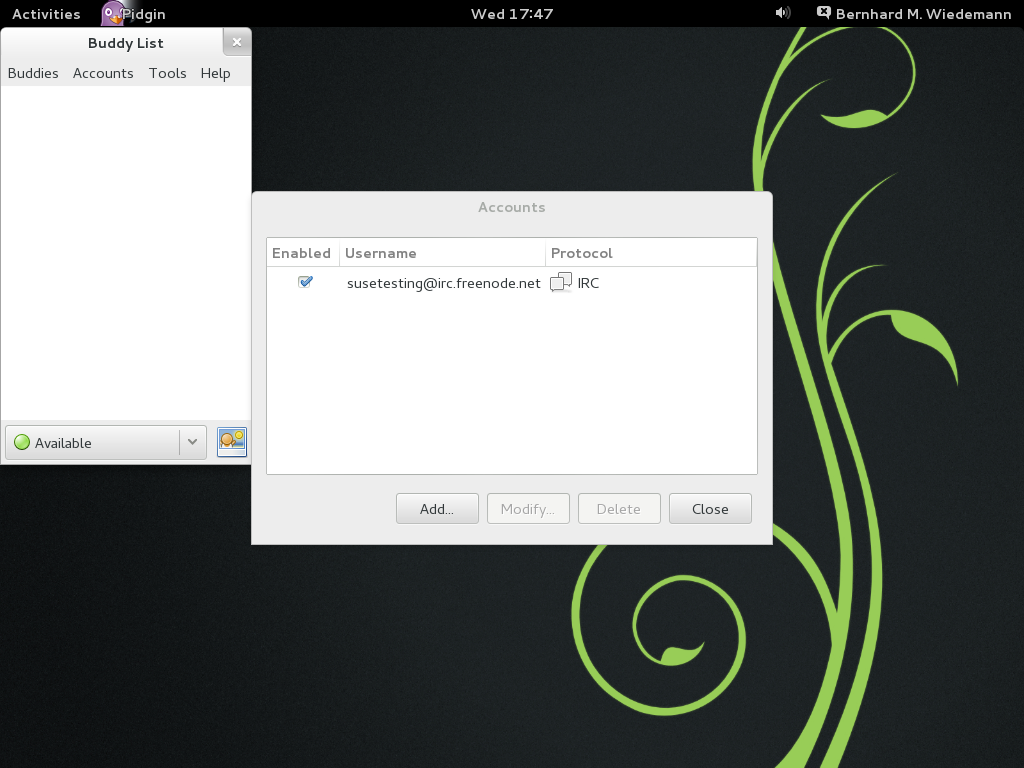 Activities Pidgin Wed 17:47 Bernhard M. Wiedemann
Buddy List
Buddies Accounts Tools Help
Available
Accounts
Enabled Username Protocol
susetesting@irc.freenode.net IRC
Add... Modify... Delete Close